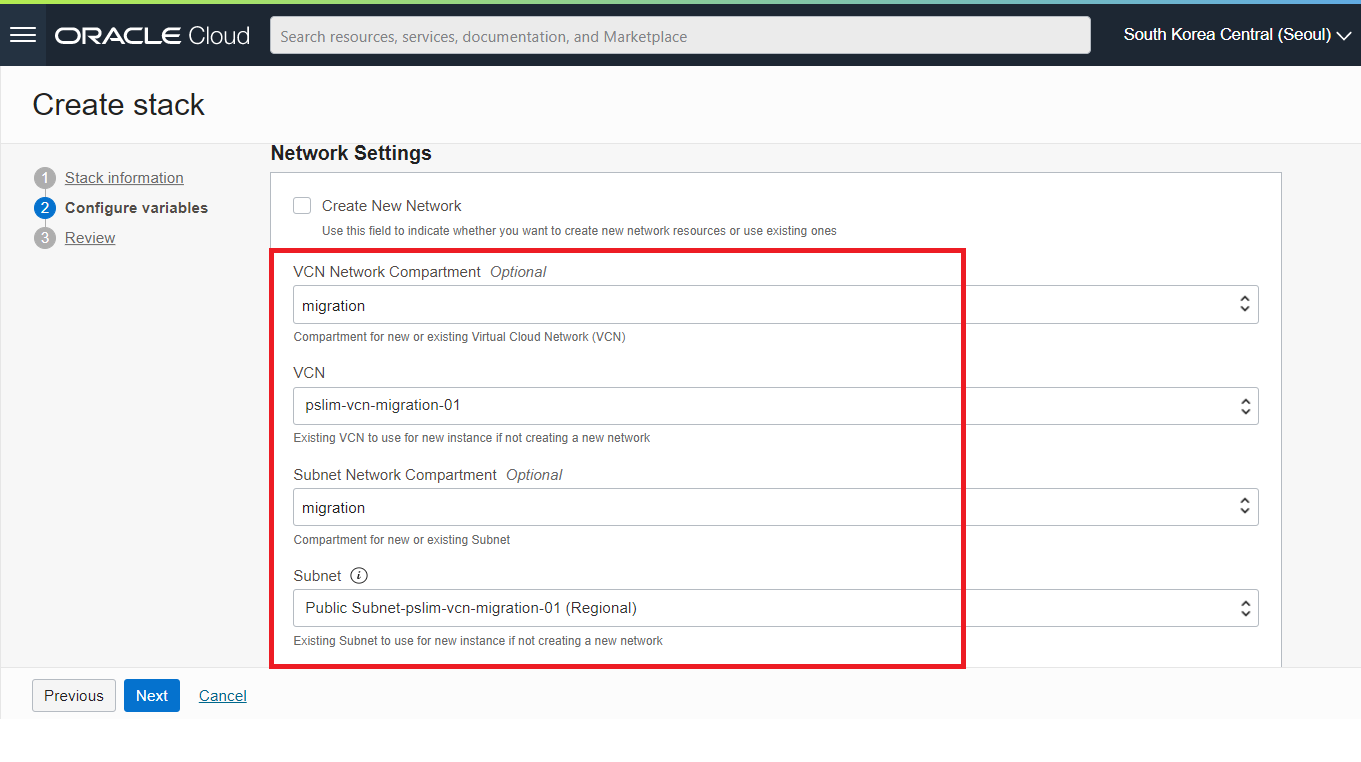 ORACLE Cloud
Search resources, services, documentation, and Marketplace
South Korea Central (Seoul)
Create stack
1 Stack information
2 Configure variables
3 Review
Network Settings
Create New Network
Use this field to indicate whether you want to create new network resources or use existing ones
VCN Network Compartment Optional
migration
Compartment for new or existing Virtual Cloud Network (VCN)
VCN
pslim-vcn-migration-01
Existing VCN to use for new instance if not creating a new network
Subnet Network Compartment Optional
migration
Compartment for new or existing Subnet
Subnet i
Public Subnet-pslim-vcn-migration-01 (Regional)
Existing Subnet to use for new instance if not creating a new network
Previous Next Cancel